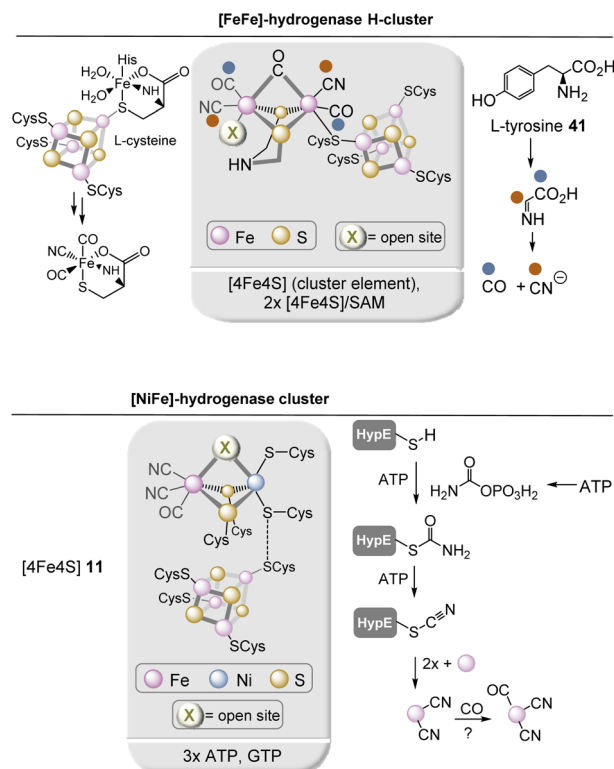 [FeFe]-hydrogenase H-cluster
His
H2O
O
O
Fe
H2O
NH
CysS
S
CysS
L-cysteine
SCys
CO
NC
O
O
Fe
OC
NH
S
O
C
OC
CN
NC
CO
X
SCys
CysS
CysS
HN
SCys
Fe
S
X = open site
[4Fe4S] (cluster element),
2x [4Fe4S]/SAM
CO2H
NH2
HO
L-tyrosine 41
CO2H
NH
CO + CN⊖
[NiFe]-hydrogenase cluster
[4Fe4S] 11
X
S–Cys
NC
NC
OC
S–Cys
Cys
Cys
CysS
SCys
CysS
SCys
Fe
Ni
S
X = open site
3x ATP, GTP
HypE
S
H
ATP
O
H2N
OPO3H2
ATP
HypE
O
S
NH2
ATP
HypE
N
S
C
2x +
CN
CN
CO
?
OC
CN
CN